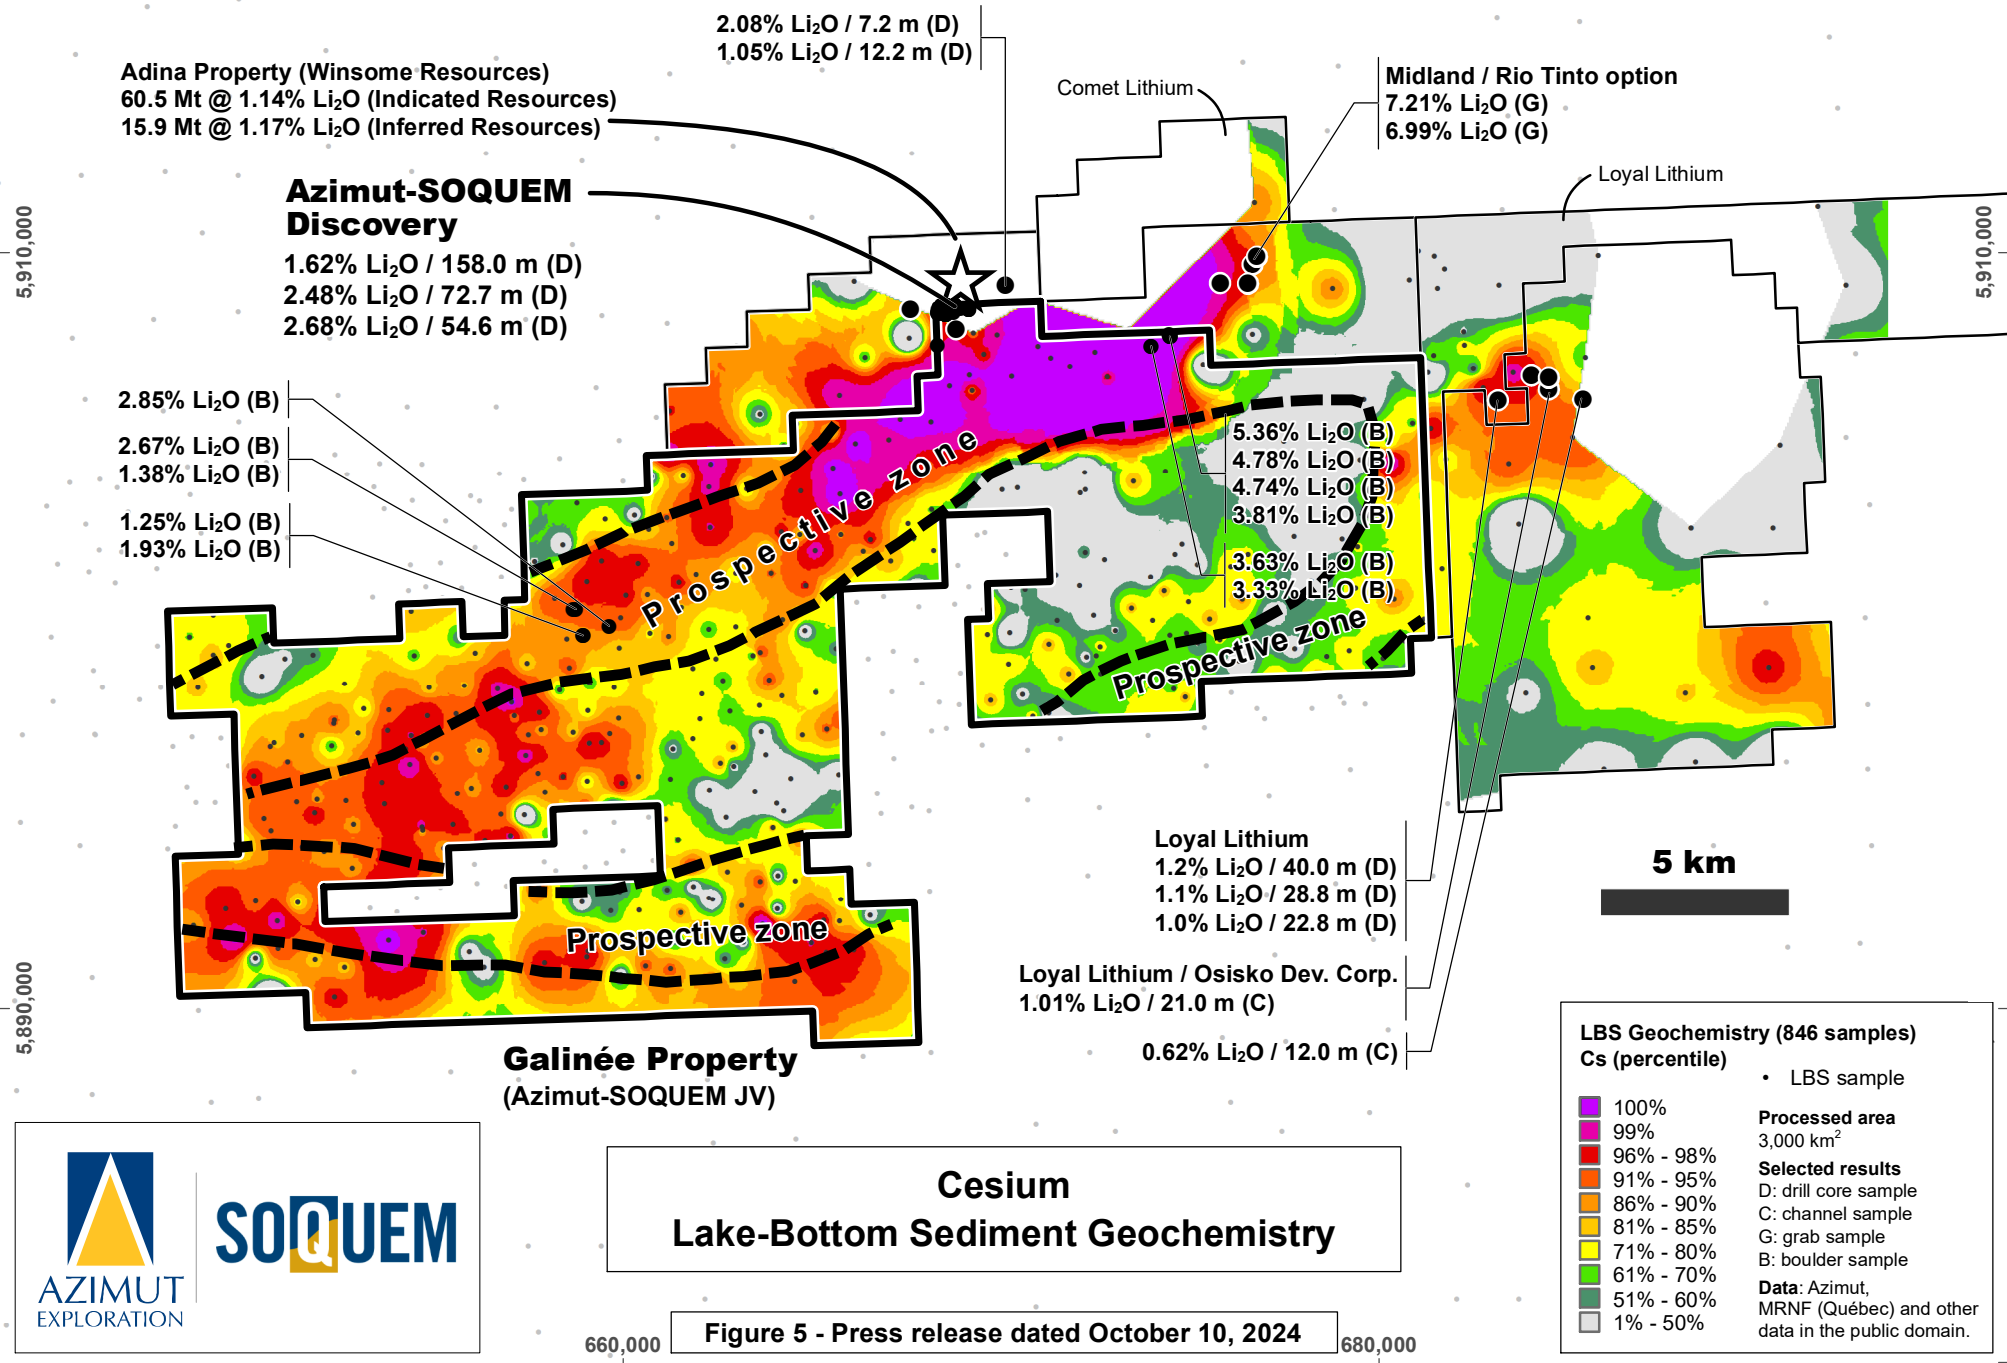 2.08% Li₂O / 7.2 m (D)
1.05% Li₂O / 12.2 m (D)
Adina Property (Winsome Resources)
60.5 Mt @ 1.14% Li₂O (Indicated Resources)
15.9 Mt @ 1.17% Li₂O (Inferred Resources)
Comet Lithium
Midland / Rio Tinto option
7.21% Li₂O (G)
6.99% Li₂O (G)
Loyal Lithium
Azimut-SOQUEM
Discovery
1.62% Li₂O / 158.0 m (D)
2.48% Li₂O / 72.7 m (D)
2.68% Li₂O / 54.6 m (D)
5,910,000
5,910,000
2.85% Li₂O (B)
2.67% Li₂O (B)
1.38% Li₂O (B)
1.25% Li₂O (B)
1.93% Li₂O (B)
Prospective zone
5.36% Li₂O (B)
4.78% Li₂O (B)
4.74% Li₂O (B)
3.81% Li₂O (B)
3.63% Li₂O (B)
3.33% Li₂O (B)
Prospective zone
Prospective zone
Loyal Lithium
1.2% Li₂O / 40.0 m (D)
1.1% Li₂O / 28.8 m (D)
1.0% Li₂O / 22.8 m (D)
5 km
Loyal Lithium / Osisko Dev. Corp.
1.01% Li₂O / 21.0 m (C)
0.62% Li₂O / 12.0 m (C)
5,890,000
Galinée Property
(Azimut-SOQUEM JV)
LBS Geochemistry (846 samples)
Cs (percentile)
100%
99%
96% - 98%
91% - 95%
86% - 90%
81% - 85%
71% - 80%
61% - 70%
51% - 60%
1% - 50%
LBS sample
Processed area
3,000 km²
Selected results
D: drill core sample
C: channel sample
G: grab sample
B: boulder sample
Data: Azimut,
MRNF (Québec) and other
data in the public domain.
AZIMUT
EXPLORATION
SOQUEM
Cesium
Lake-Bottom Sediment Geochemistry
Figure 5 - Press release dated October 10, 2024
660,000
680,000